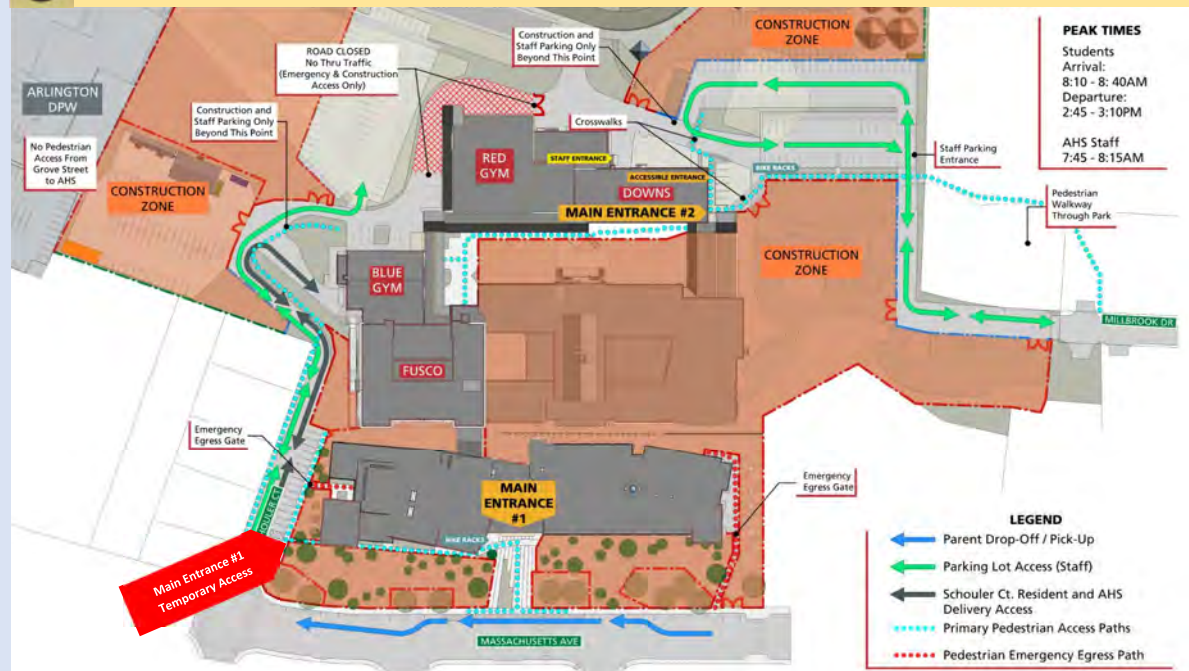 CONSTRUCTION
ZONE
PEAK TIMES
Students
Arrival:
8:10 - 8: 40AM
Departure:
2:45 - 3:10PM
AHS Staff
7:45 - 8:15AM
Construction and
Staff Parking Only
Beyond This Point
ROAD CLOSED
No Thru Traffic
(Emergency & Construction
Access Only)
ARLINGTON
DPW
Construction and
Staff Parking Only
Beyond This Point
Crosswalks
No Pedestrian
Access From
Grove Street
to AHS
CONSTRUCTION
ZONE
RED
GYM
STAFF ENTRANCE
ACCESSIBLE ENTRANCE
DOWNS
MAIN ENTRANCE #2
BIKE RACKS
Staff Parking
Entrance
Pedestrian
Walkway
Through Park
CONSTRUCTION
ZONE
BLUE
GYM
MILLBROOK DR
FUSCO
Emergency
Egress Gate
MAIN
ENTRANCE
#1
Emergency
Egress Gate
SCHOULER CT.
BIKE RACKS
Main Entrance #1
Temporary Access
MASSACHUSETTS AVE
LEGEND
Parent Drop-Off / Pick-Up
Parking Lot Access (Staff)
Schouler Ct. Resident and AHS
Delivery Access
Primary Pedestrian Access Paths
Pedestrian Emergency Egress Path